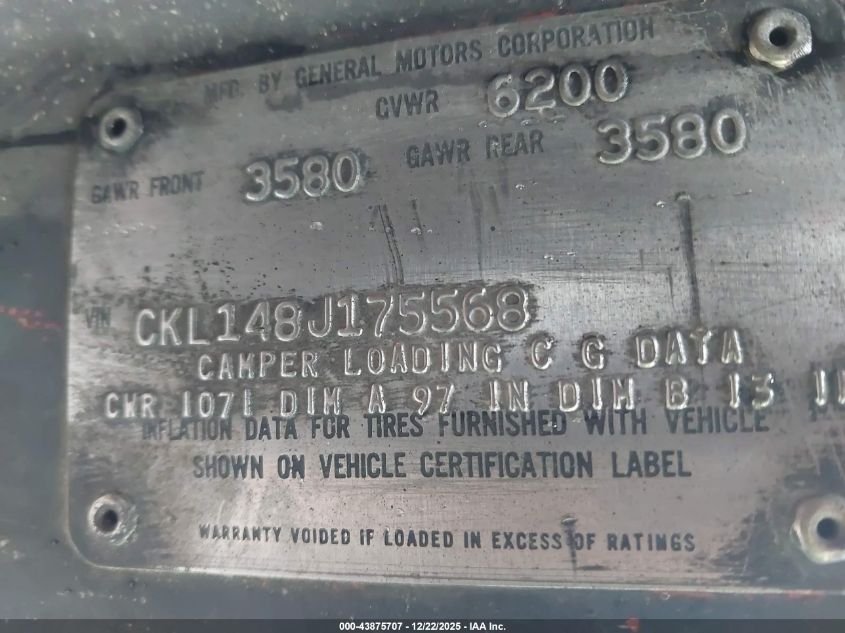 MFD. BY GENERAL MOTORS CORPORATION
GVWR 6200
GAWR FRONT 3580 GAWR REAR 3580
VIN CKL148J175568
CAMPER LOADING C G DATA
CWR 1071 DIM A 97 IN DIM B 13 IN
INFLATION DATA FOR TIRES FURNISHED WITH VEHICLE
SHOWN ON VEHICLE CERTIFICATION LABEL
WARRANTY VOIDED IF LOADED IN EXCESS OF RATINGS
000-43875707 - 12/22/2025 - IAA Inc.